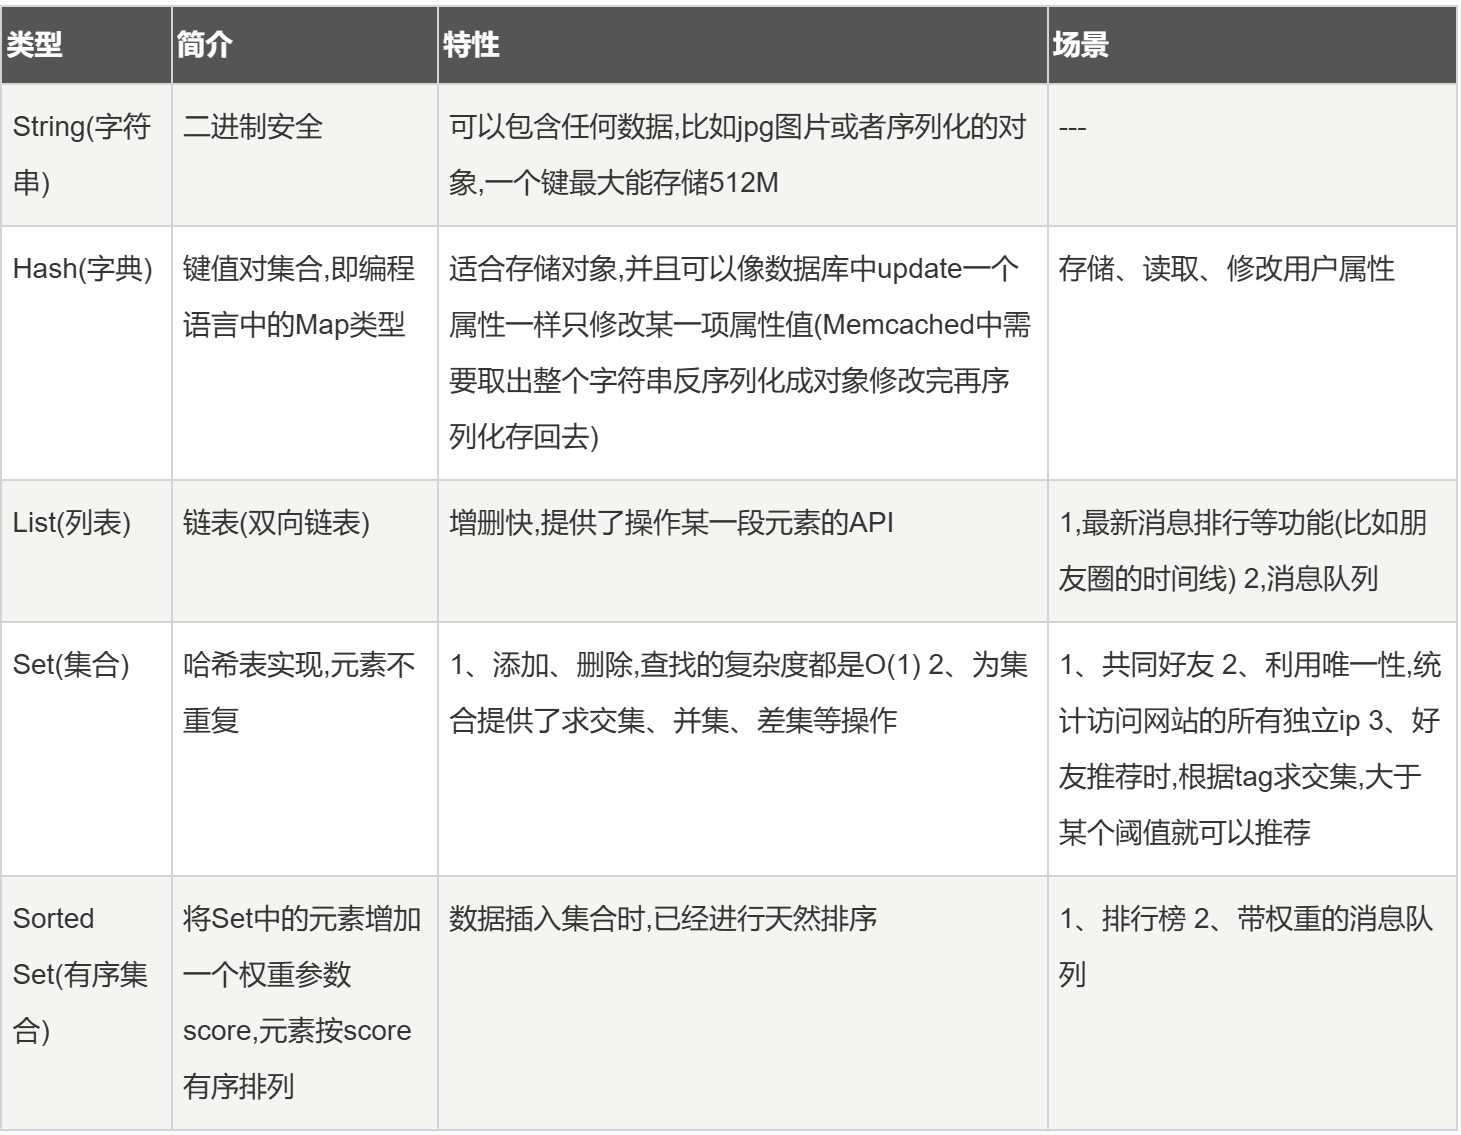 类型
简介
特性
场景
String(字符
串)
二进制安全
可以包含任何数据,比如jpg图片或者序列化的对
象,一个键最大能存储512M
---
Hash(字典)
键值对集合,即编程
语言中的Map类型
适合存储对象,并且可以像数据库中update一个
属性一样只修改某一项属性值(Memcached中需
要取出整个字符串反序列化成对象修改完再序
列化存回去)
存储、读取、修改用户属性
List(列表)
链表(双向链表)
增删快,提供了操作某一段元素的API
1,最新消息排行等功能(比如朋
友圈的时间线) 2,消息队列
Set(集合)
哈希表实现,元素不
重复
1、添加、删除,查找的复杂度都是O(1) 2、为集
合提供了求交集、并集、差集等操作
1、共同好友 2、利用唯一性,统
计访问网站的所有独立ip 3、好
友推荐时,根据tag求交集,大于
某个阈值就可以推荐
Sorted
Set(有序集
合)
将Set中的元素增加
一个权重参数
score,元素按score
有序排列
数据插入集合时,已经进行天然排序
1、排行榜 2、带权重的消息队
列